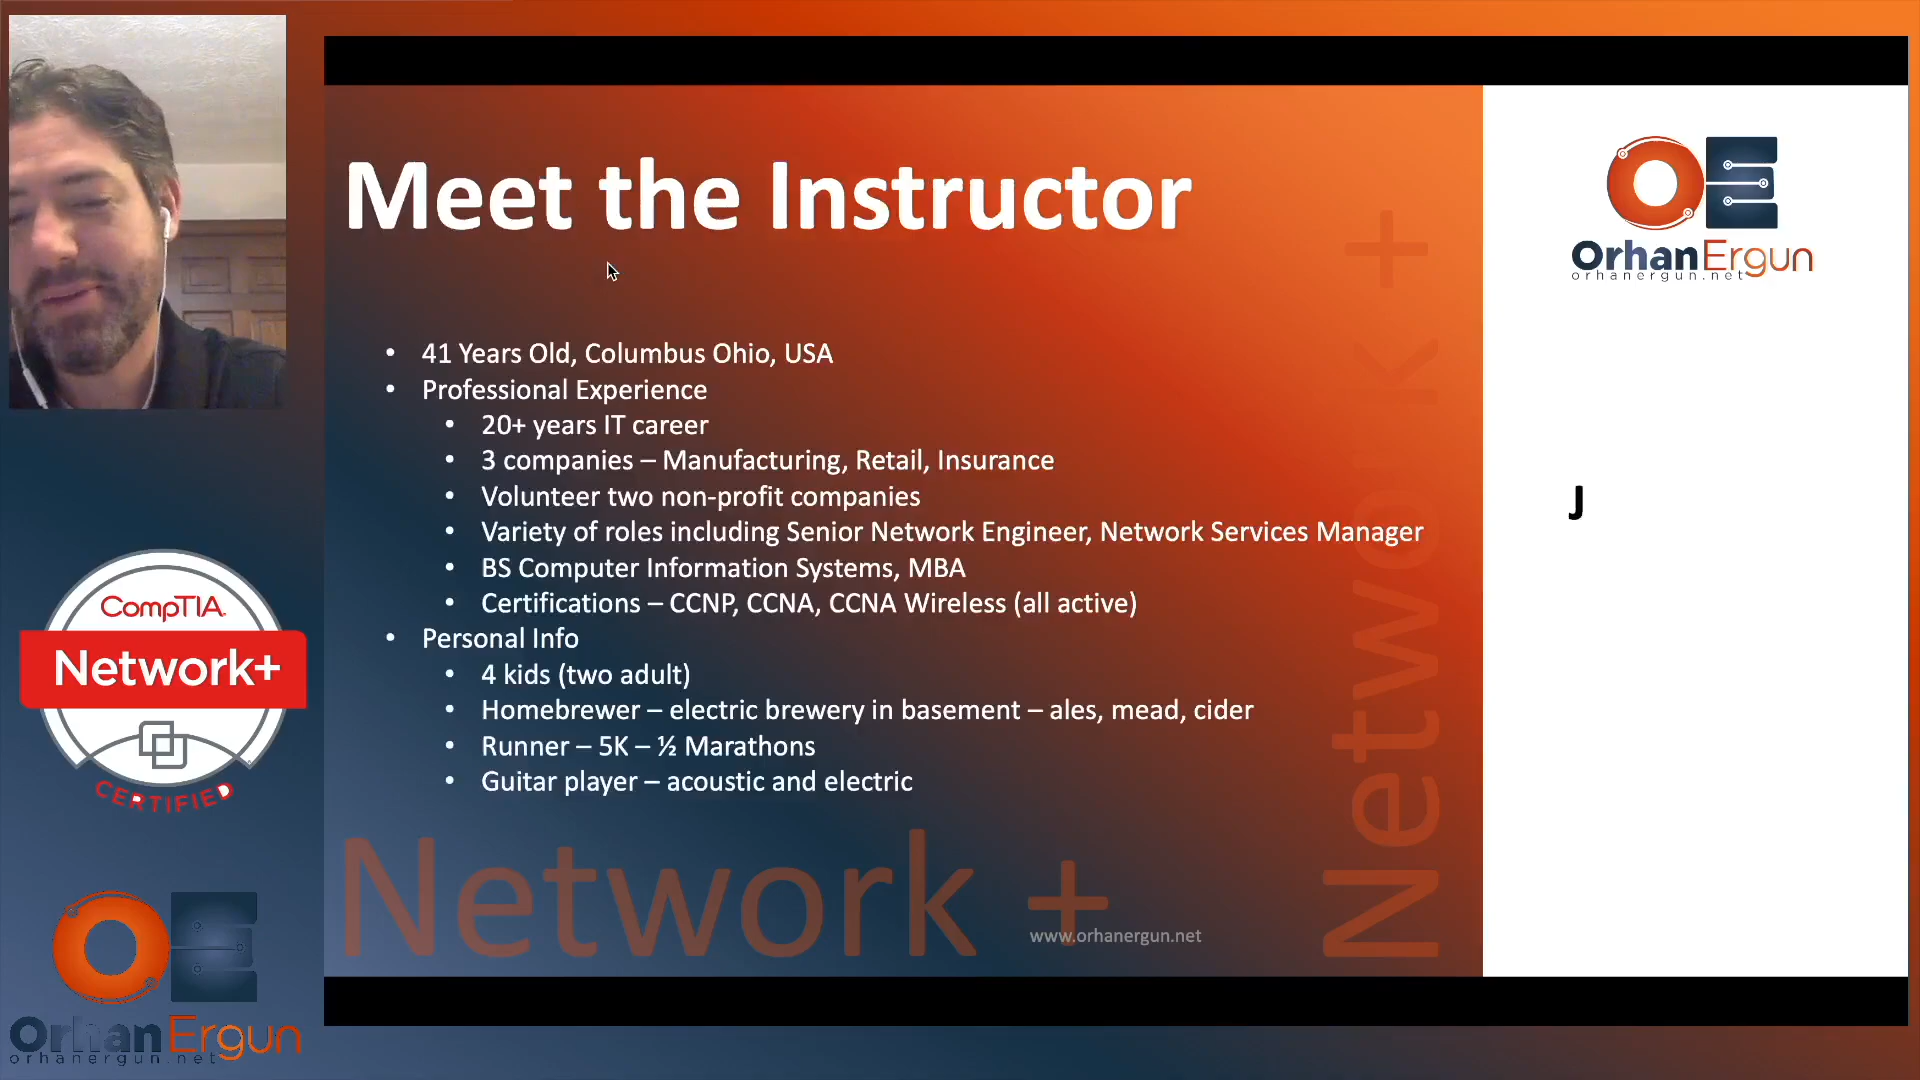 Meet the Instructor
• 41 Years Old, Columbus Ohio, USA
• Professional Experience
• 20+ years IT career
• 3 companies – Manufacturing, Retail, Insurance
• Volunteer two non-profit companies
• Variety of roles including Senior Network Engineer, Network Services Manager
• BS Computer Information Systems, MBA
• Certifications – CCNP, CCNA, CCNA Wireless (all active)
• Personal Info
• 4 kids (two adult)
• Homebrewer – electric brewery in basement – ales, mead, cider
• Runner – 5K – ½ Marathons
• Guitar player – acoustic and electric
Network +
www.orhanergun.net
Network +
OE
OrhanErgun
orhanergun.net
J
CompTIA.
Network+
CERTIFIED
OE
OrhanErgun
orhanergun.net